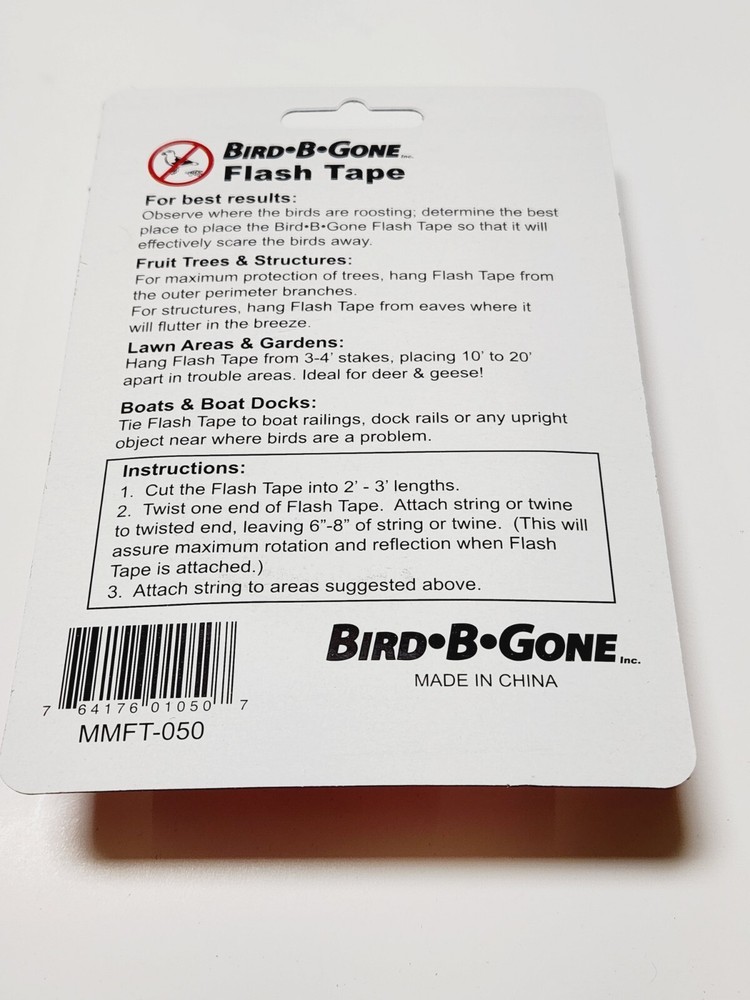 BIRD•B•GONE Inc.
Flash Tape
For best results:
Observe where the birds are roosting; determine the best
place to place the Bird•B•Gone Flash Tape so that it will
effectively scare the birds away.
Fruit Trees & Structures:
For maximum protection of trees, hang Flash Tape from
the outer perimeter branches.
For structures, hang Flash Tape from eaves where it
will flutter in the breeze.
Lawn Areas & Gardens:
Hang Flash Tape from 3-4' stakes, placing 10' to 20'
apart in trouble areas. Ideal for deer & geese!
Boats & Boat Docks:
Tie Flash Tape to boat railings, dock rails or any upright
object near where birds are a problem.
Instructions:
1. Cut the Flash Tape into 2' - 3' lengths.
2. Twist one end of Flash Tape. Attach string or twine
to twisted end, leaving 6"-8" of string or twine. (This will
assure maximum rotation and reflection when Flash
Tape is attached.)
3. Attach string to areas suggested above.
BIRD•B•GONE Inc.
MADE IN CHINA
7 64176 01050 7
MMFT-050